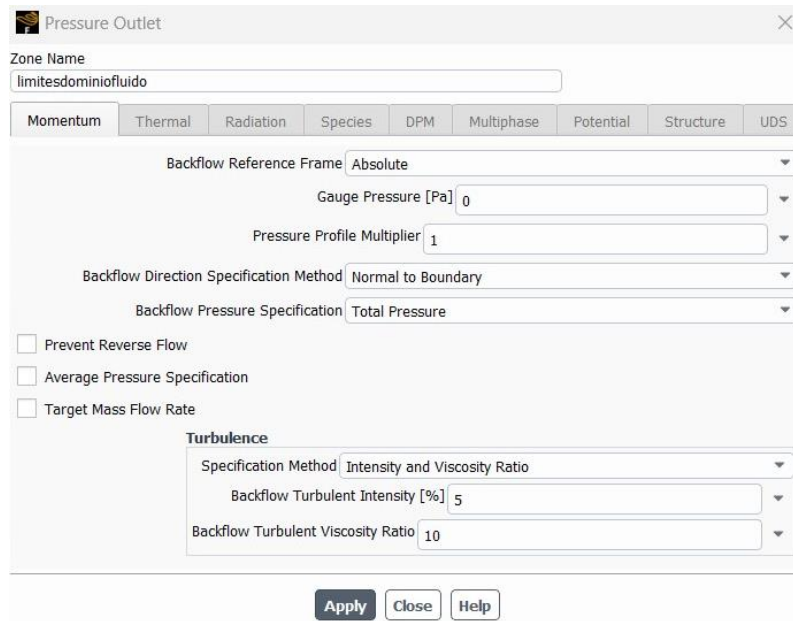 Pressure Outlet
Zone Name
limitesdominiofluido
Momentum Thermal Radiation Species DPM Multiphase Potential Structure UDS
Backflow Reference Frame Absolute
Gauge Pressure [Pa] 0
Pressure Profile Multiplier 1
Backflow Direction Specification Method Normal to Boundary
Backflow Pressure Specification Total Pressure
Prevent Reverse Flow
Average Pressure Specification
Target Mass Flow Rate
Turbulence
Specification Method Intensity and Viscosity Ratio
Backflow Turbulent Intensity [%] 5
Backflow Turbulent Viscosity Ratio 10
Apply Close Help